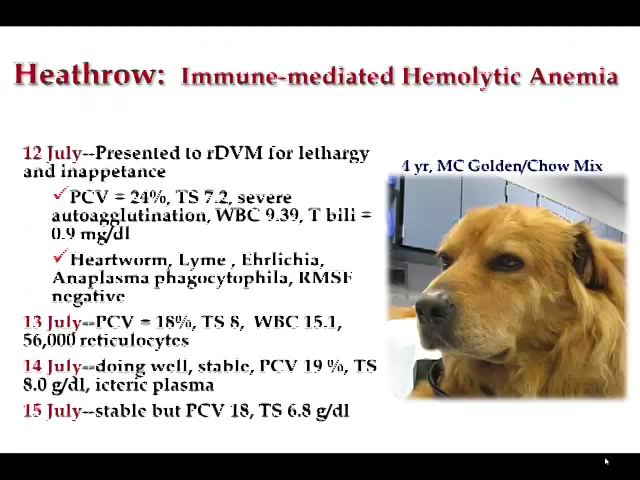 Heathrow: Immune-mediated Hemolytic Anemia
12 July--Presented to rDVM for lethargy
and inappetance
4 yr, MC Golden/Chow Mix
PCV = 24%, TS 7.2, severe
autoagglutination, WBC 9.39, T bili =
0.9 mg/dl
Heartworm, Lyme , Ehrlichia,
Anaplasma phagocytophila, RMSF
negative
13 July--PCV = 18%, TS 8, WBC 15.1,
56,000 reticulocytes
14 July--doing well, stable, PCV 19 %, TS
8.0 g/dl, icteric plasma
15 July--stable but PCV 18, TS 6.8 g/dl